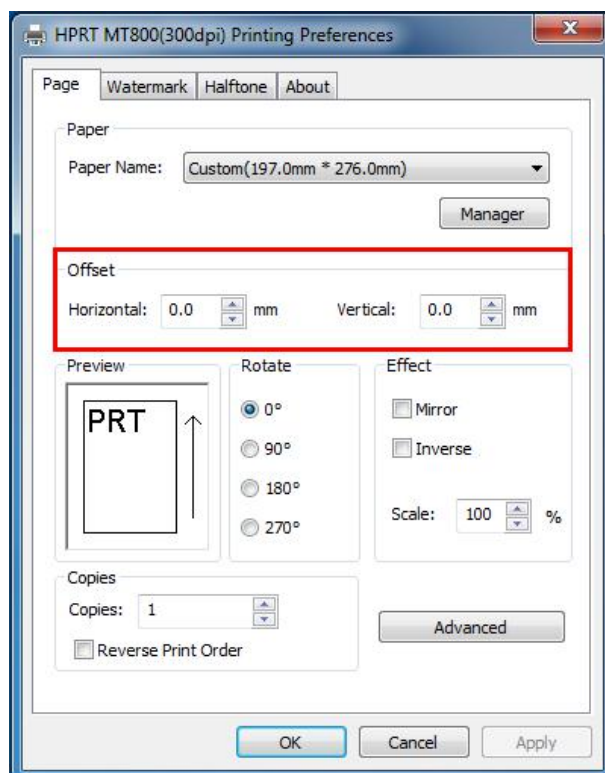 HPRT MT800(300dpi) Printing Preferences
Page Watermark Halftone About
Paper
Paper Name: Custom(197.0mm * 276.0mm)
Manager
Offset
Horizontal: 0.0 mm Vertical: 0.0 mm
Preview Rotate Effect
PRT
0° Mirror
90° Inverse
180°
Scale: 100 %
270°
Copies
Copies: 1
Advanced
Reverse Print Order
OK Cancel Apply